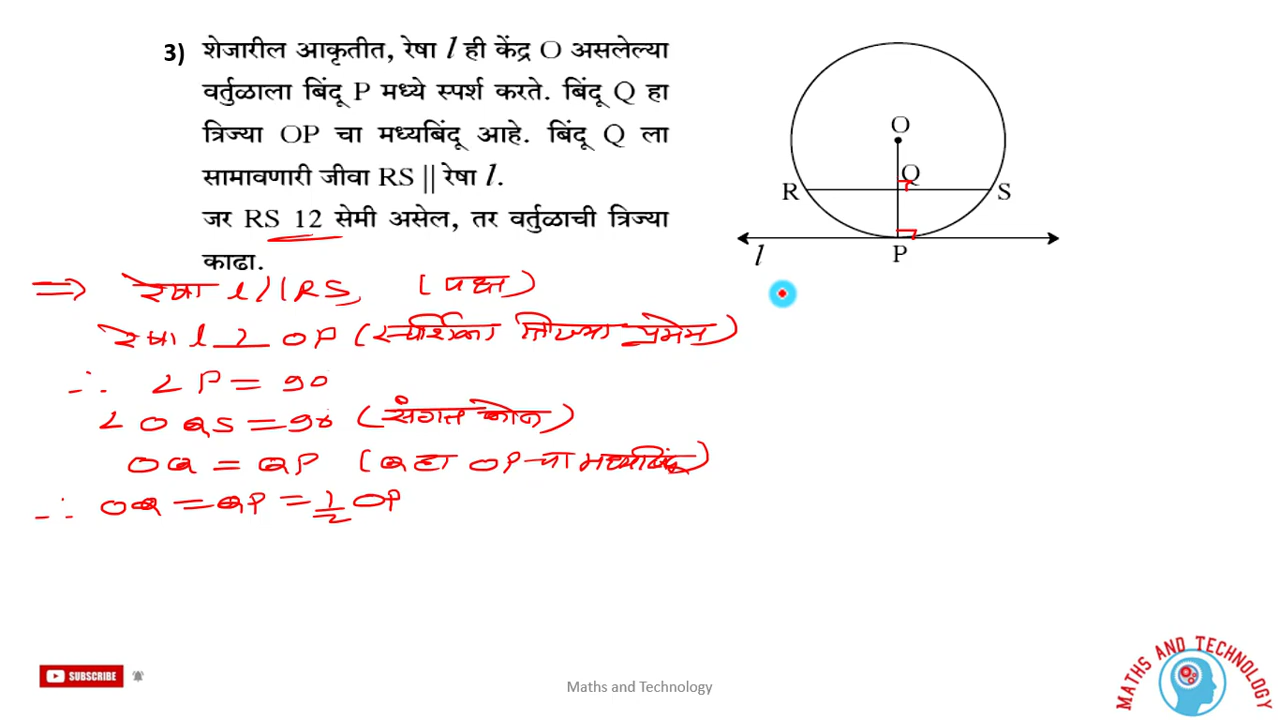 3) शेजारील आकृतीत, रेषा l ही केंद्र O असलेल्या
वर्तुळाला बिंदू P मध्ये स्पर्श करते. बिंदू Q हा
त्रिज्या OP चा मध्यबिंदू आहे. बिंदू Q ला
सामावणारी जीवा RS || रेषा l.
जर RS 12 सेमी असेल, तर वर्तुळाची त्रिज्या
काढा.
O
Q
R
S
P
l
⇒ रेषा l // RS, (पक्ष)
रेषा l ⊥ OP (स्पर्शिका त्रिज्या प्रमेय)
∴ ∠P = 90
∠OQS = 90 (संगत कोन)
OQ = QP (Q हा OP चा मध्यबिंदू)
∴ OQ = QP = 1/2 OP
SUBSCRIBE
Maths and Technology
MATHS AND TECHNOLOGY